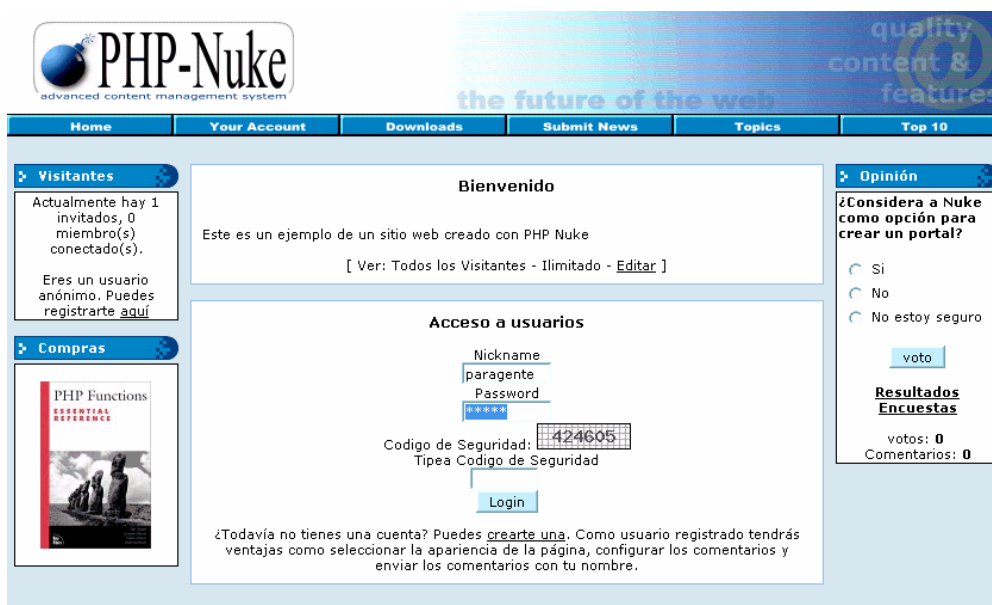 PHP-Nuke
advanced content management system
quality
content &
features
the future of the web
Home
Your Account
Downloads
Submit News
Topics
Top 10
Visitantes
Actualmente hay 1
invitados, 0
miembro(s)
conectado(s).
Eres un usuario
anónimo. Puedes
registrarte aquí
Compras
PHP Functions
ESSENTIAL
REFERENCE
Bienvenido
Este es un ejemplo de un sitio web creado con PHP Nuke
[ Ver: Todos los Visitantes - Ilimitado - Editar ]
Acceso a usuarios
Nickname
paragente
Password
*****
Codigo de Seguridad: 424605
Tipea Codigo de Seguridad
Login
¿Todavía no tienes una cuenta? Puedes crearte una. Como usuario registrado tendrás
ventajas como seleccionar la apariencia de la página, configurar los comentarios y
enviar los comentarios con tu nombre.
Opinión
¿Considera a Nuke
como opción para
crear un portal?
Si
No
No estoy seguro
voto
Resultados
Encuestas
votos: 0
Comentarios: 0